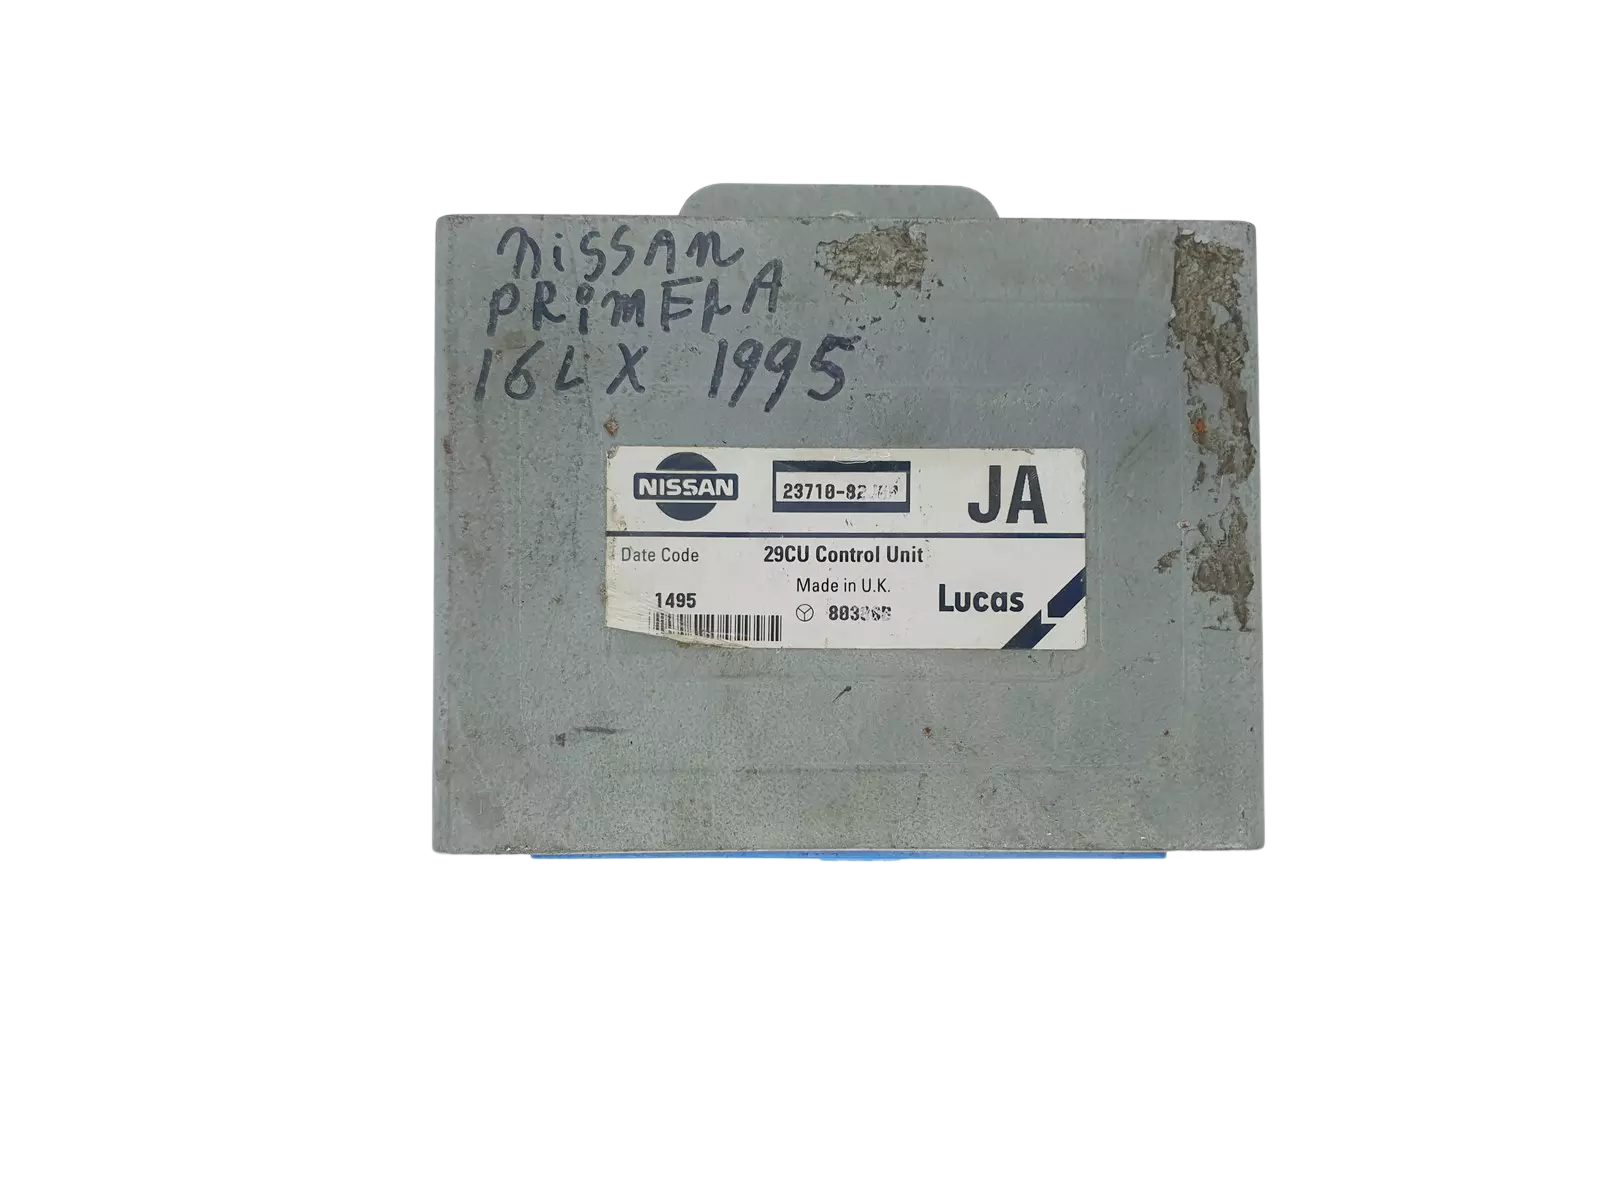 nissan
PRiMERA
16LX 1995
NISSAN
JA
Date Code
29CU Control Unit
Made in U.K.
1495
Lucas